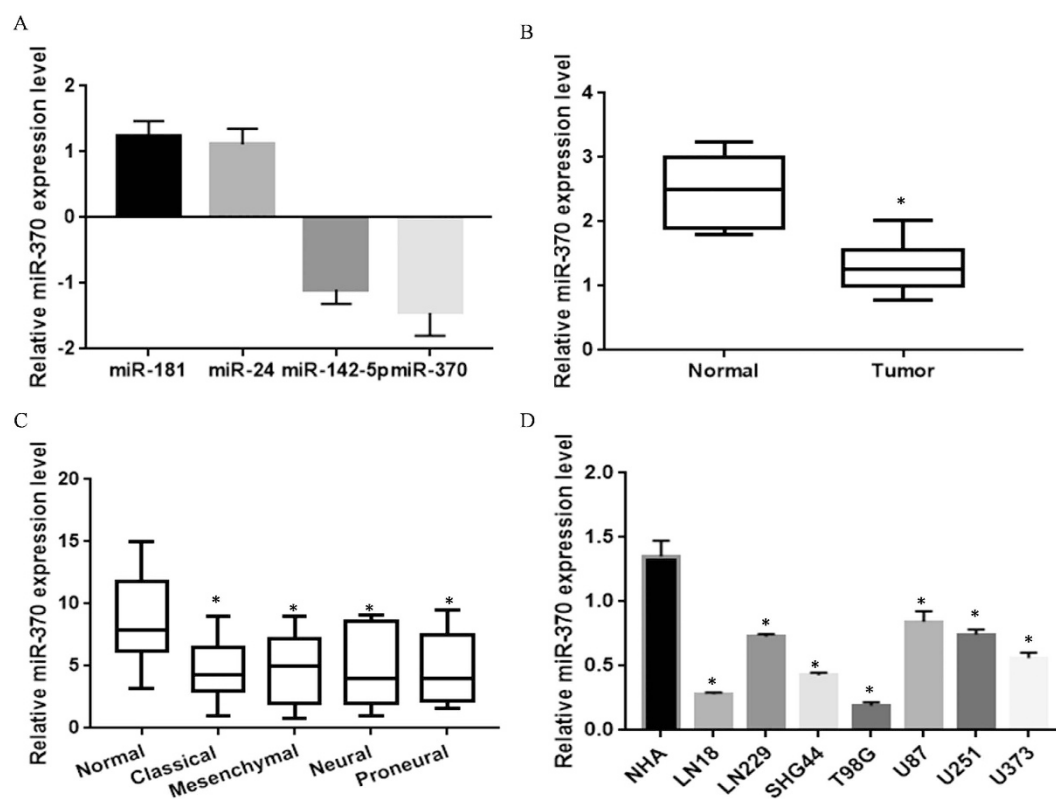 A
Relative miR-370 expression level
2
1
0
-1
-2
miR-181 miR-24 miR-142-5p miR-370
B
Relative miR-370 expression level
4
3
2
1
0
*
Normal Tumor
C
Relative miR-370 expression level
20
15
10
5
0
* * * *
Normal Classical Mesenchymal Neural Proneural
D
Relative miR-370 expression level
2.0
1.5
1.0
0.5
0.0
* * * * * * *
NHA LN18 LN229 SHG44 T98G U87 U251 U373